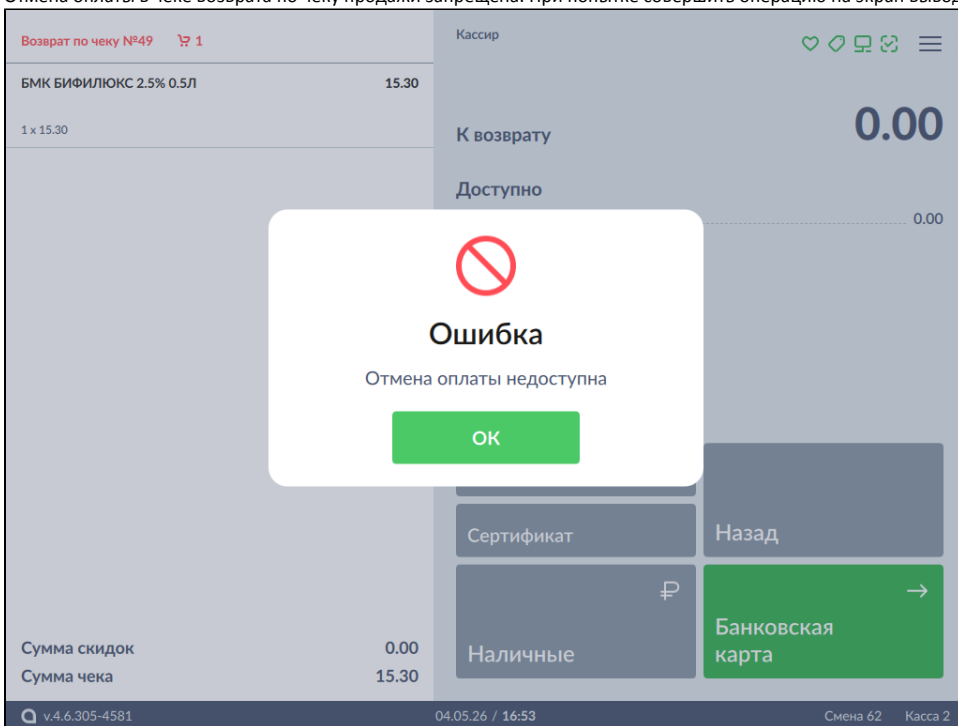 Отмена оплаты в чеке возврата по чеку продажи запрещена. При попытке совершить операцию на экран вывод
Возврат по чеку №49 1
Кассир
БМК БИФИЛЮКС 2.5% 0.5Л 15.30
1 x 15.30
К возврату 0.00
Доступно
0.00
Ошибка
Отмена оплаты недоступна
ОК
Сертификат
Назад
Наличные
Банковская
карта
Сумма скидок 0.00
Сумма чека 15.30
v.4.6.305-4581 04.05.26 / 16:53 Смена 62 Касса 2